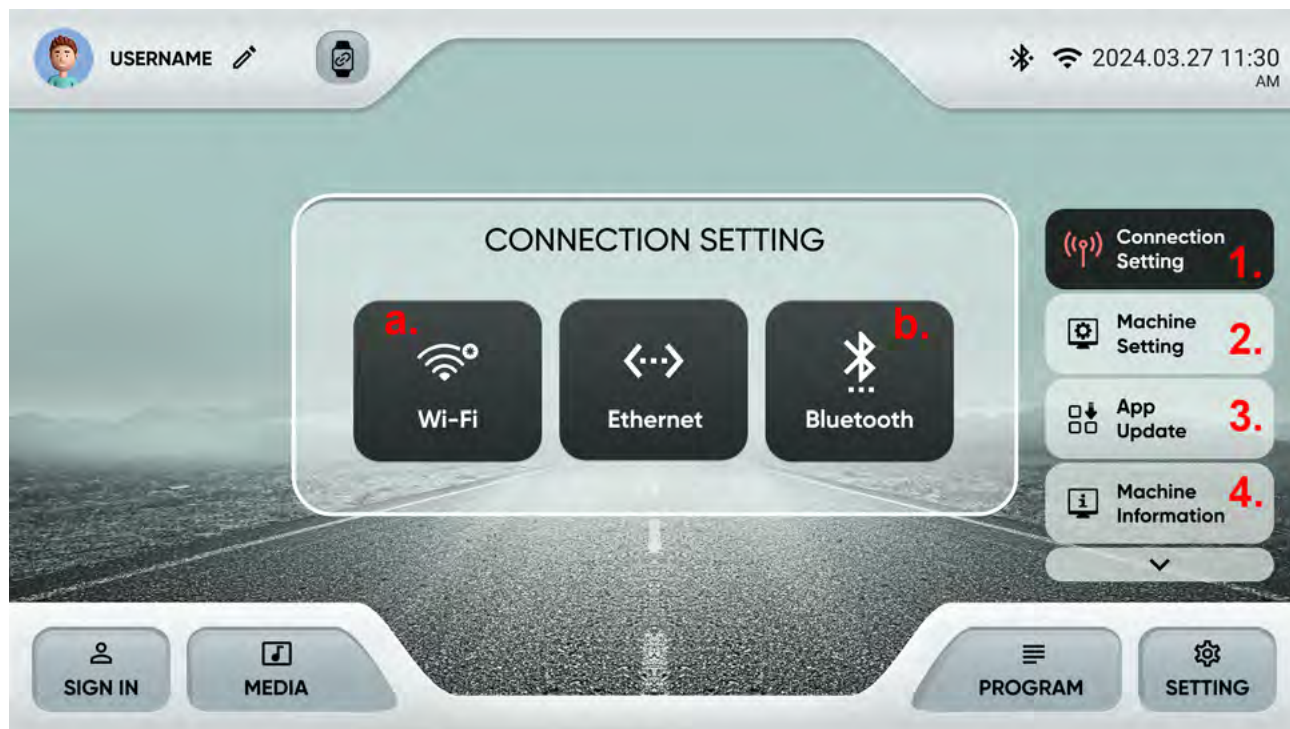 USERNAME
2024.03.27 11:30
AM
CONNECTION SETTING
a.
Wi-Fi
Ethernet
b.
Bluetooth
Connection
Setting
1.
Machine
Setting
2.
App
Update
3.
Machine
Information
4.
SIGN IN
MEDIA
PROGRAM
SETTING